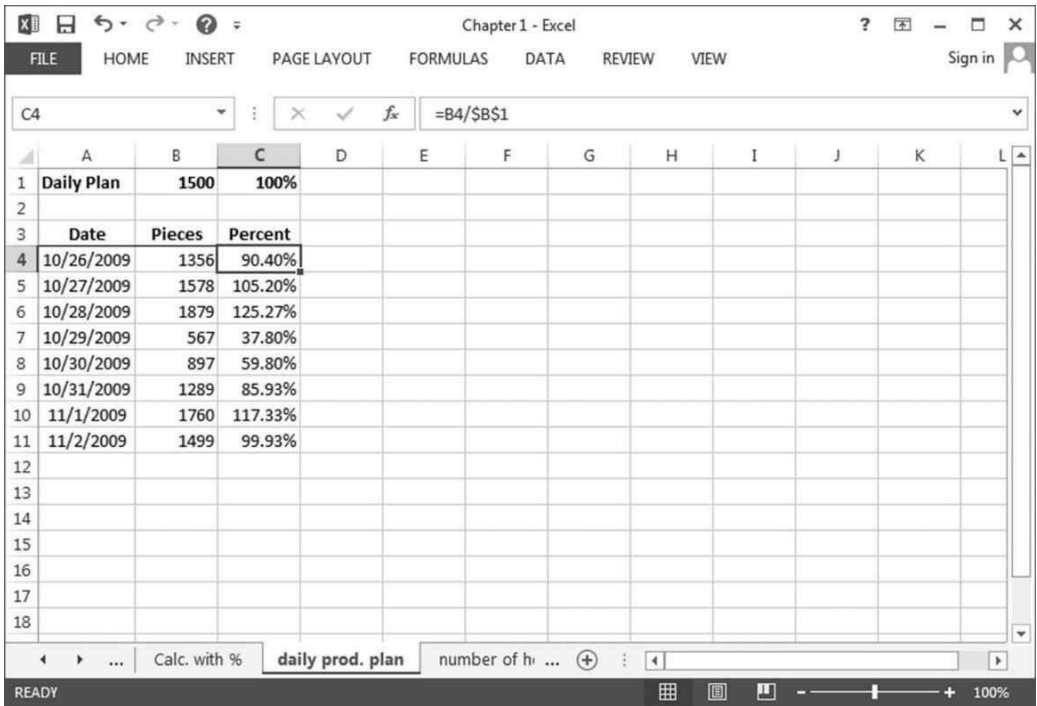 Chapter 1 - Excel
FILE HOME INSERT PAGE LAYOUT FORMULAS DATA REVIEW VIEW Sign in
C4 fx =B4/$B$1
A B C D E F G H I J K L
1 Daily Plan 1500 100%
2
3 Date Pieces Percent
4 10/26/2009 1356 90.40%
5 10/27/2009 1578 105.20%
6 10/28/2009 1879 125.27%
7 10/29/2009 567 37.80%
8 10/30/2009 897 59.80%
9 10/31/2009 1289 85.93%
10 11/1/2009 1760 117.33%
11 11/2/2009 1499 99.93%
12
13
14
15
16
17
18
... Calc. with % daily prod. plan number of ...
READY 100%